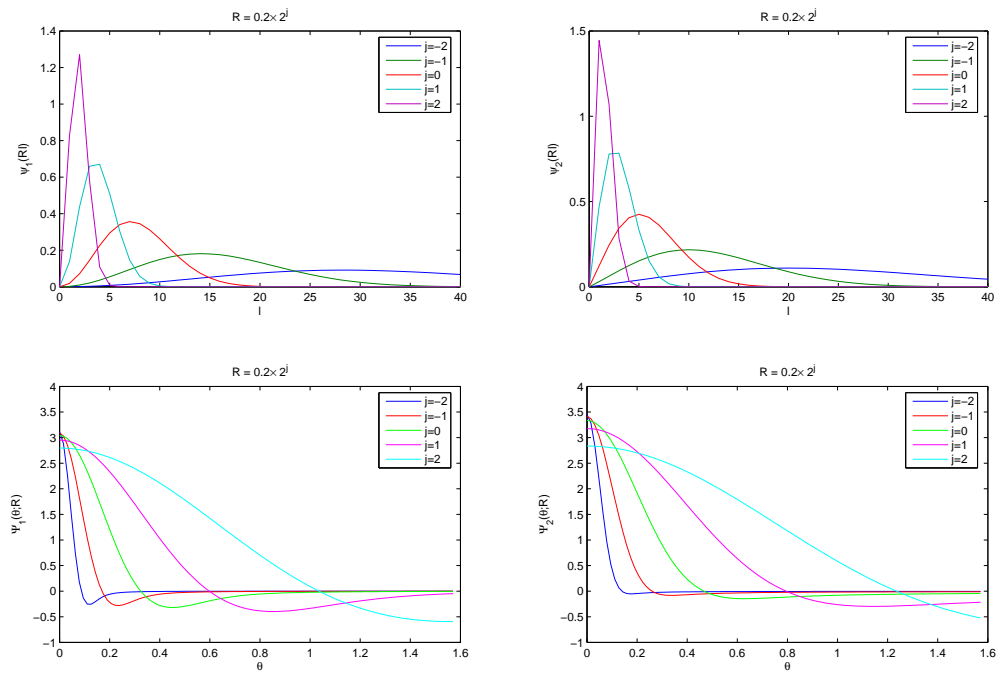 R = 0.2× 2^j
1.4
1.2
1
0.8
0.6
0.4
0.2
0
ψ_1(Rl)
j=−2
j=−1
j=0
j=1
j=2
0 5 10 15 20 25 30 35 40
l
R = 0.2× 2^j
1.5
1
0.5
0
ψ_2(Rl)
j=−2
j=−1
j=0
j=1
j=2
0 5 10 15 20 25 30 35 40
l
R = 0.2× 2^j
4
3.5
3
2.5
2
1.5
1
0.5
0
−0.5
−1
Ψ_1(θ;R)
j=−2
j=−1
j=0
j=1
j=2
0 0.2 0.4 0.6 0.8 1 1.2 1.4 1.6
θ
R = 0.2× 2^j
4
3.5
3
2.5
2
1.5
1
0.5
0
−0.5
−1
Ψ_2(θ;R)
j=−2
j=−1
j=0
j=1
j=2
0 0.2 0.4 0.6 0.8 1 1.2 1.4 1.6
θ